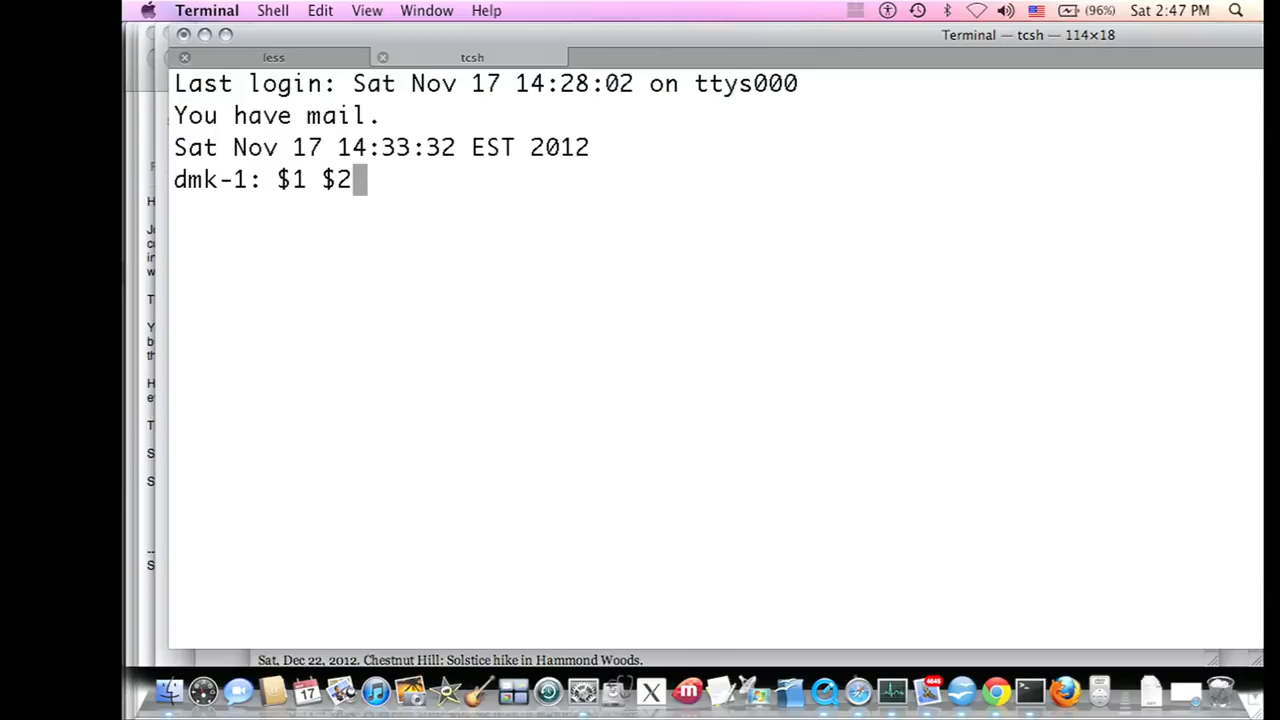 Terminal Shell Edit View Window Help (96%) Sat 2:47 PM
Terminal — tcsh — 114×18
less tcsh
Last login: Sat Nov 17 14:28:02 on ttys000
You have mail.
Sat Nov 17 14:33:32 EST 2012
dmk-1: $1 $2
Sat, Dec 22, 2012. Chestnut Hill: Solstice hike in Hammond Woods.
17